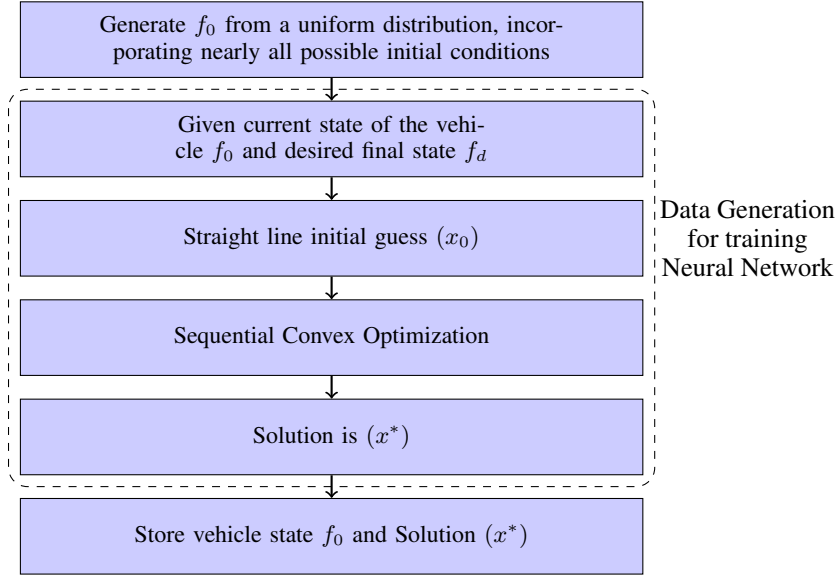 Generate f₀ from a uniform distribution, incor-
porating nearly all possible initial conditions
Given current state of the vehi-
cle f₀ and desired final state f_d
Straight line initial guess (x₀)
Sequential Convex Optimization
Solution is (x*)
Store vehicle state f₀ and Solution (x*)
Data Generation
for training
Neural Network